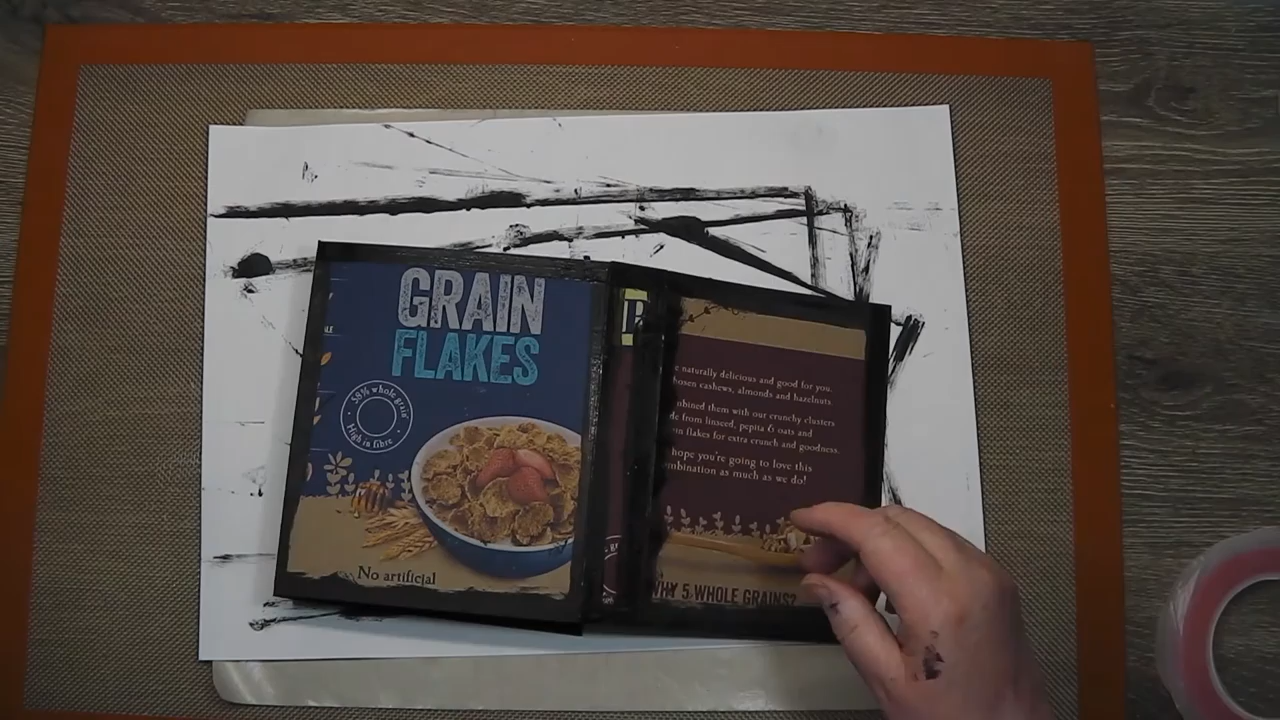 GRAIN
FLAKES
58% whole grain
High in fibre
No artificial
naturally delicious and good for you.
hosen cashews, almonds and hazelnuts
mbined them with our crunchy clusters
de from linseed, pepita & oats and
flakes for extra crunch and goodness.
hope you're going to love this
mbination as much as we do!
WHY 5 WHOLE GRAINS?